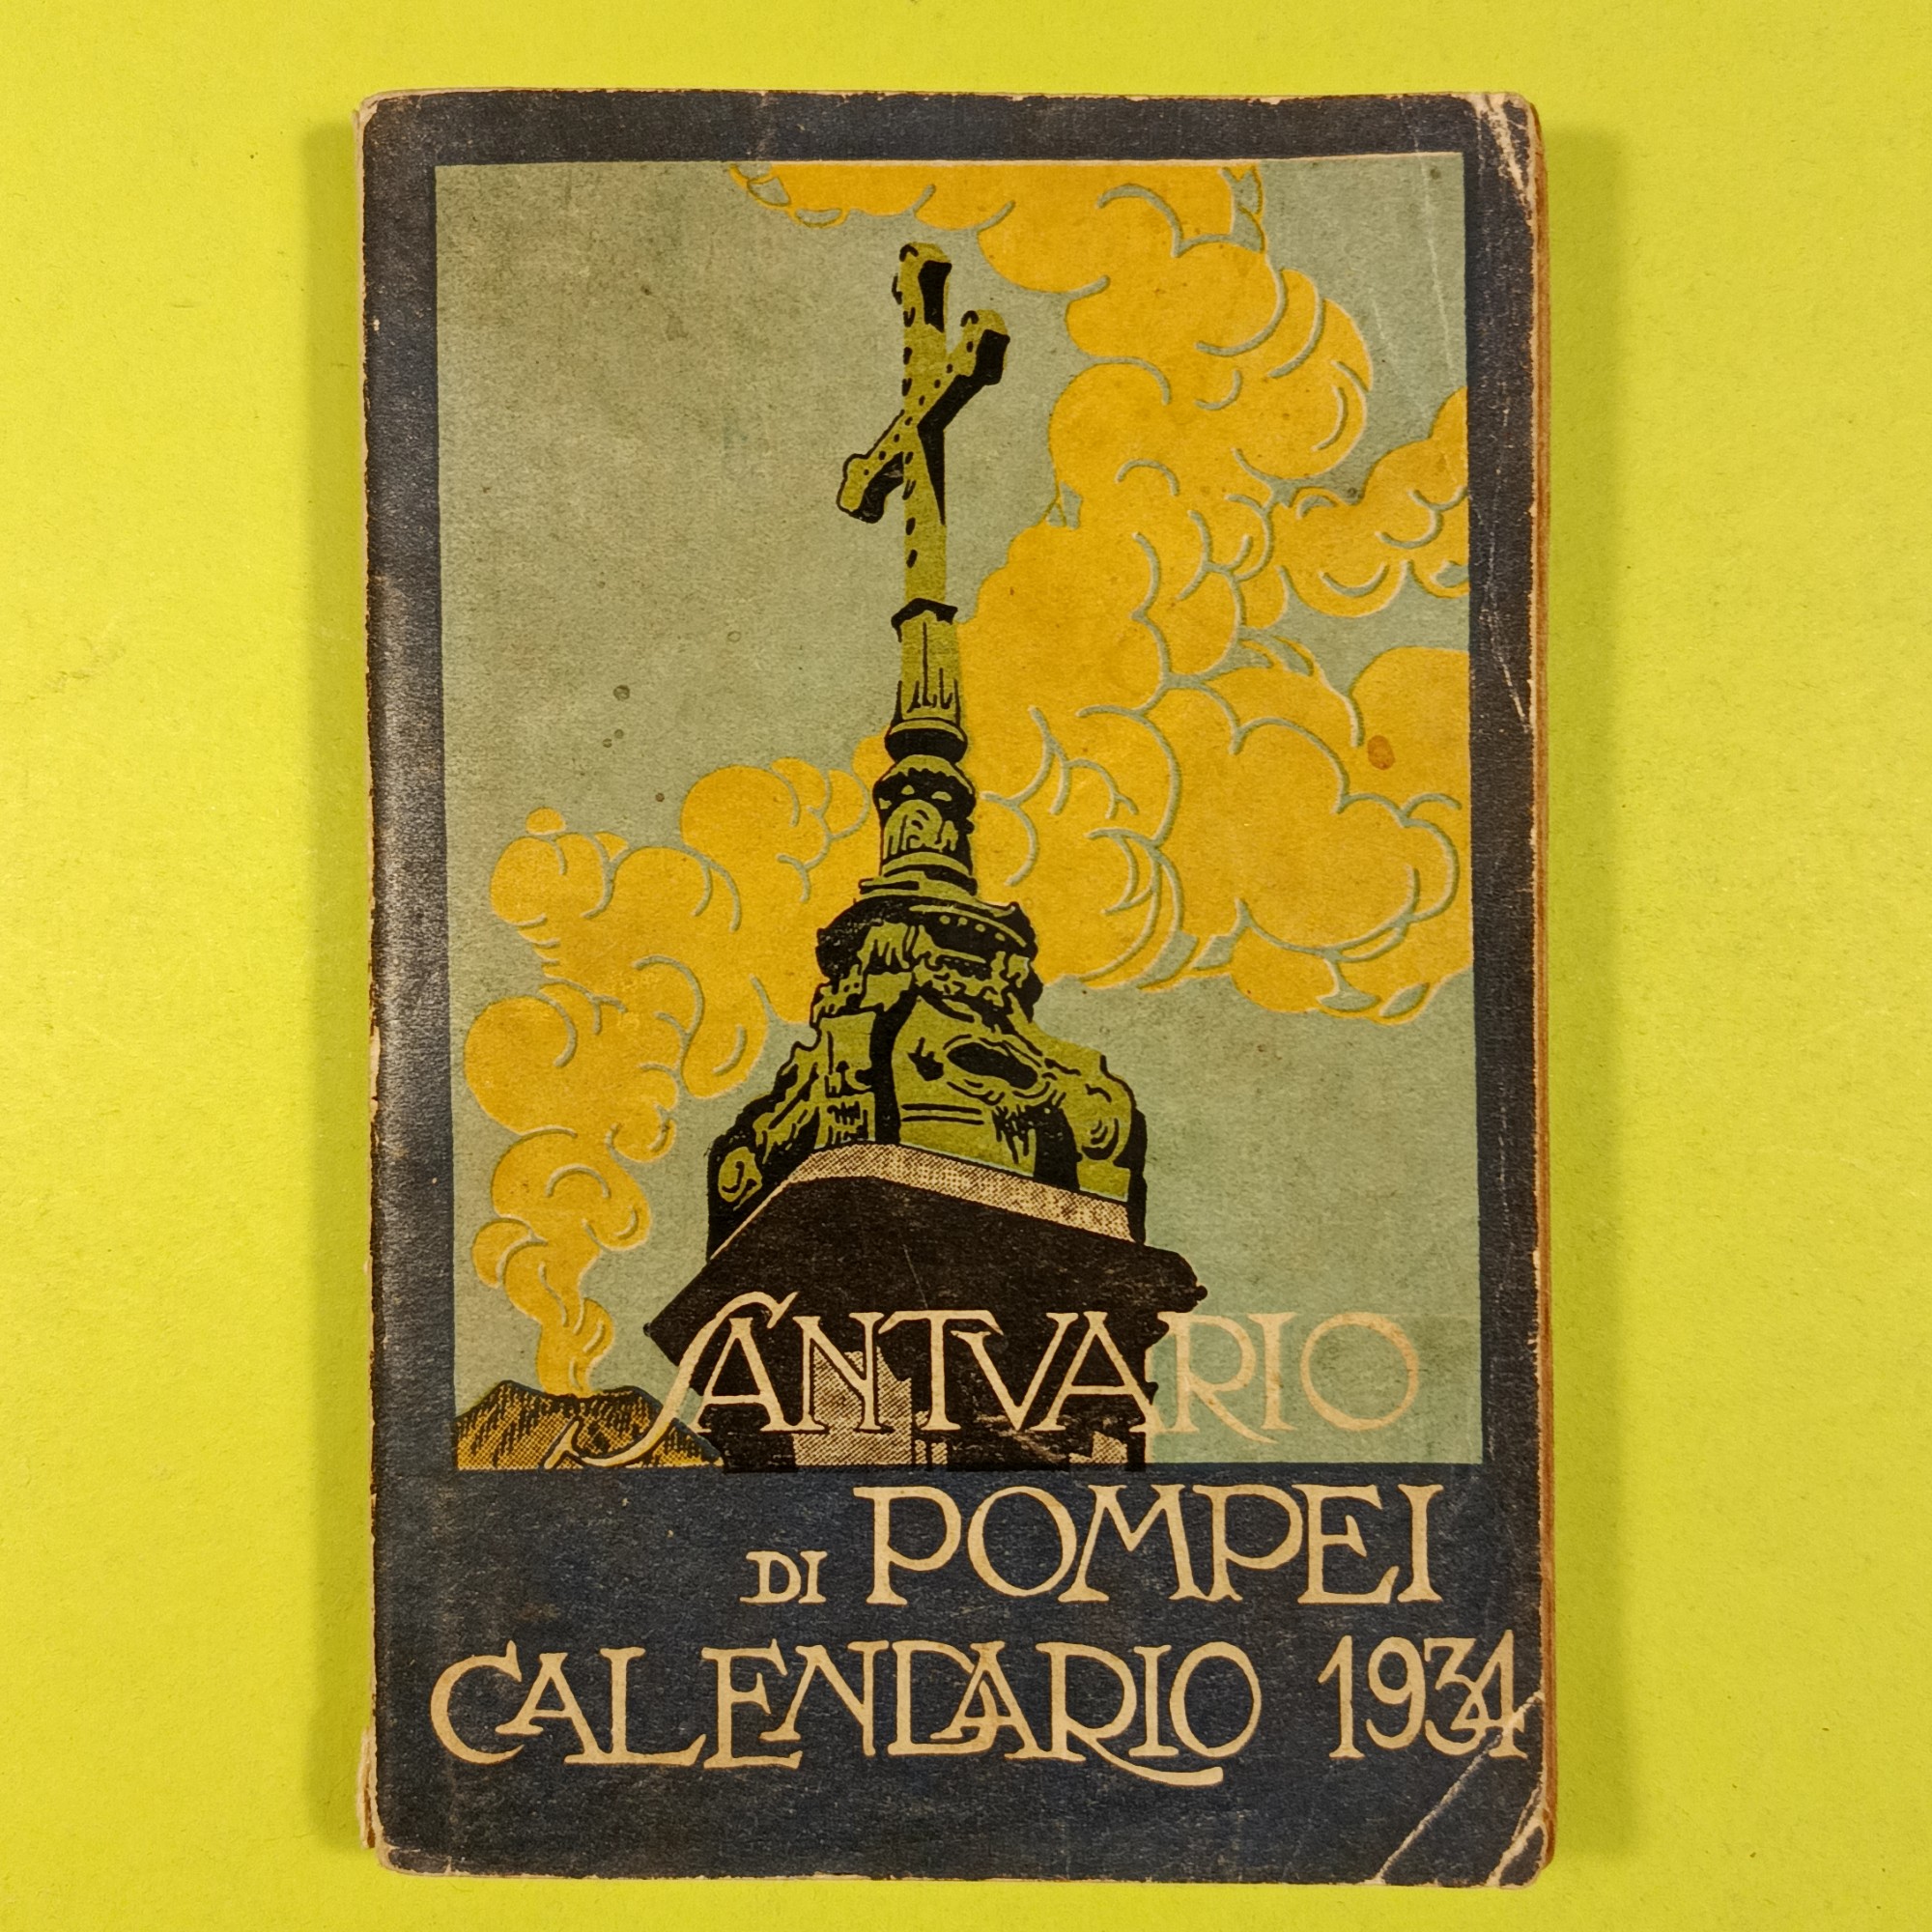 SANTVARIO
DI POMPEI
CALENDARIO 1934